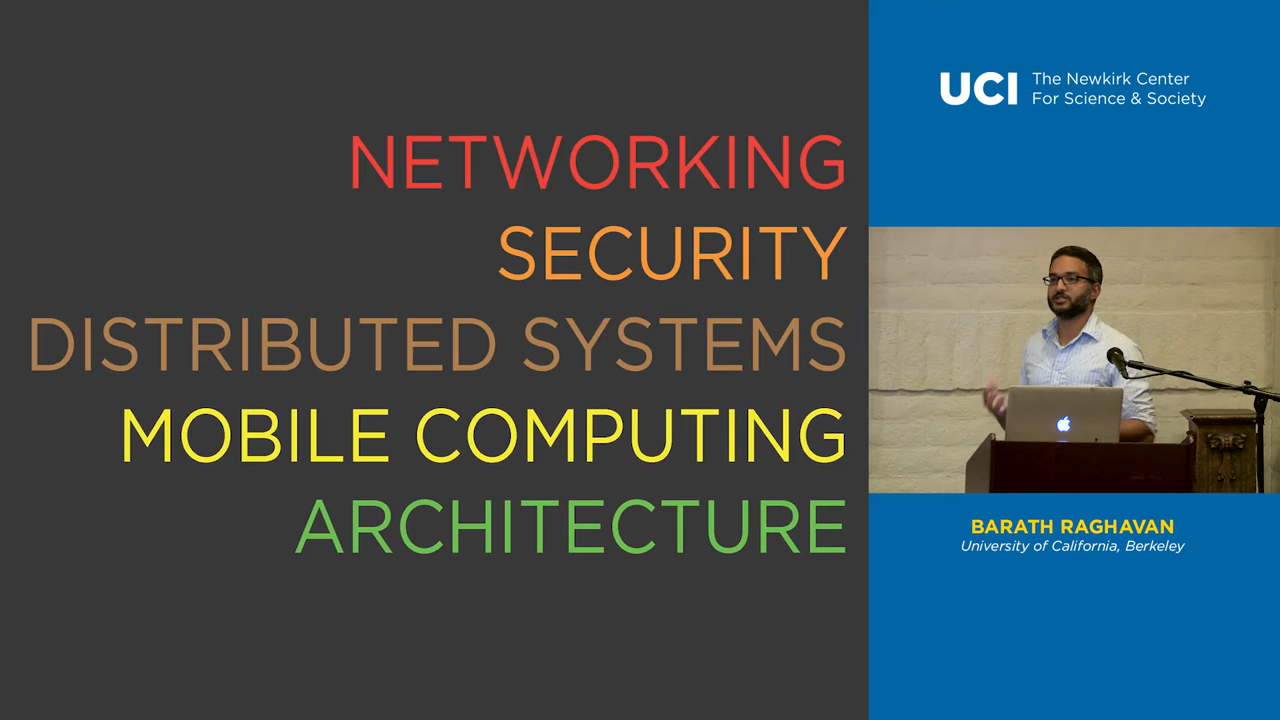 NETWORKING
SECURITY
DISTRIBUTED SYSTEMS
MOBILE COMPUTING
ARCHITECTURE
UCI
The Newkirk Center
For Science & Society
BARATH RAGHAVAN
University of California, Berkeley